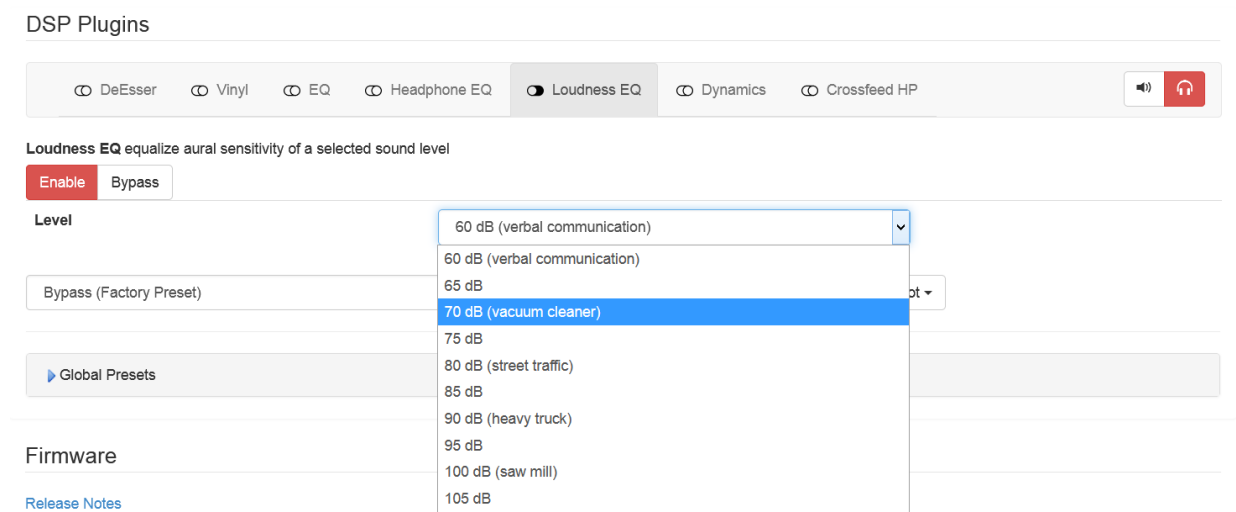 DSP Plugins
DeEsser Vinyl EQ Headphone EQ Loudness EQ Dynamics Crossfeed HP
Loudness EQ equalize aural sensitivity of a selected sound level
Enable Bypass
Level
60 dB (verbal communication)
60 dB (verbal communication)
65 dB
Bypass (Factory Preset)
70 dB (vacuum cleaner)
75 dB
80 dB (street traffic)
Global Presets
85 dB
90 dB (heavy truck)
95 dB
Firmware
100 dB (saw mill)
105 dB
Release Notes